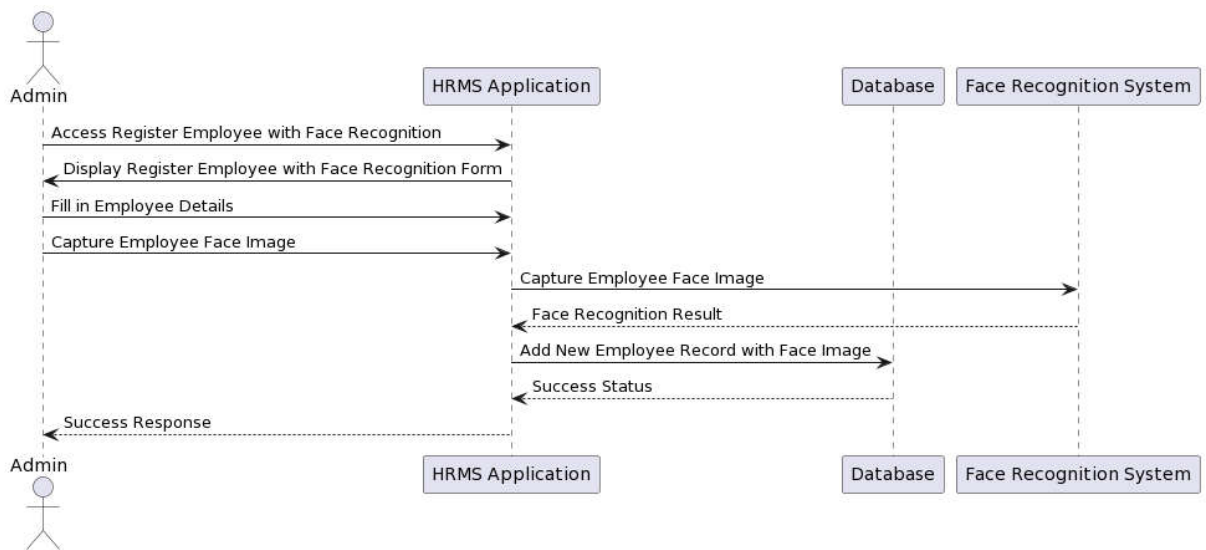 Admin
HRMS Application
Database
Face Recognition System
Access Register Employee with Face Recognition
Display Register Employee with Face Recognition Form
Fill in Employee Details
Capture Employee Face Image
Capture Employee Face Image
Face Recognition Result
Add New Employee Record with Face Image
Success Status
Success Response
Admin
HRMS Application
Database
Face Recognition System